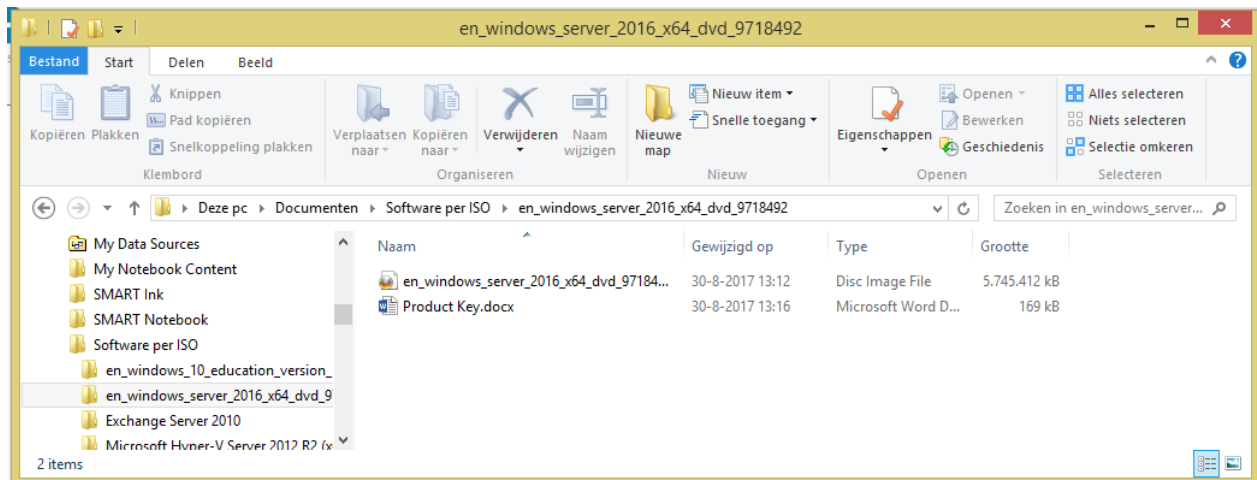 en_windows_server_2016_x64_dvd_9718492
Bestand Start Delen Beeld
Kopiëren Plakken
Knippen
Pad kopiëren
Snelkoppeling plakken
Klembord
Verplaatsen naar
Kopiëren naar
Verwijderen
Naam wijzigen
Organiseren
Nieuwe map
Nieuw item
Snelle toegang
Nieuw
Eigenschappen
Openen
Bewerken
Geschiedenis
Openen
Alles selecteren
Niets selecteren
Selectie omkeren
Selecteren
Deze pc Documenten Software per ISO en_windows_server_2016_x64_dvd_9718492
Zoeken in en_windows_server...
My Data Sources
My Notebook Content
SMART Ink
SMART Notebook
Software per ISO
en_windows_10_education_version_
en_windows_server_2016_x64_dvd_9
Exchange Server 2010
Microsoft Hyper-V Server 2012 R2 (x
Naam Gewijzigd op Type Grootte
en_windows_server_2016_x64_dvd_97184... 30-8-2017 13:12 Disc Image File 5.745.412 kB
Product Key.docx 30-8-2017 13:16 Microsoft Word D... 169 kB
2 items